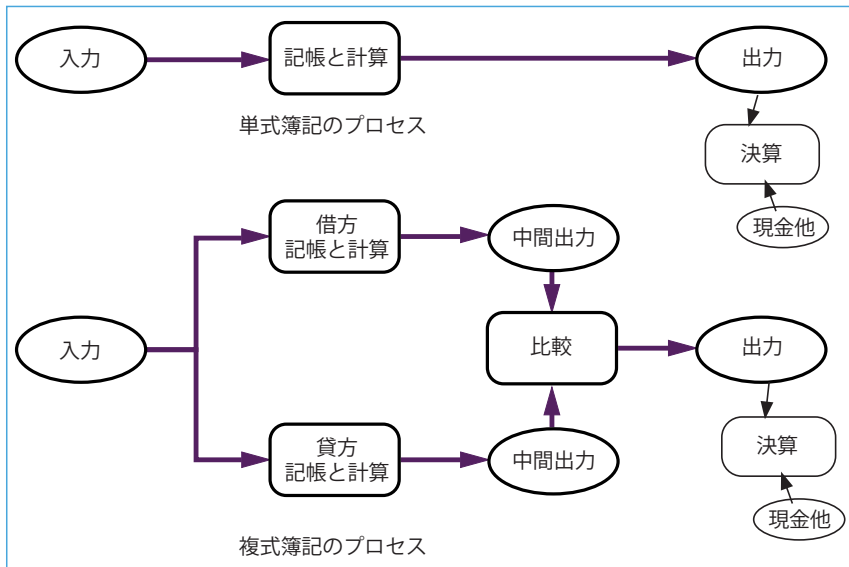 入力
記帳と計算
出力
単式簿記のプロセス
決算
現金他
借方
記帳と計算
中間出力
入力
比較
出力
貸方
記帳と計算
中間出力
決算
現金他
複式簿記のプロセス